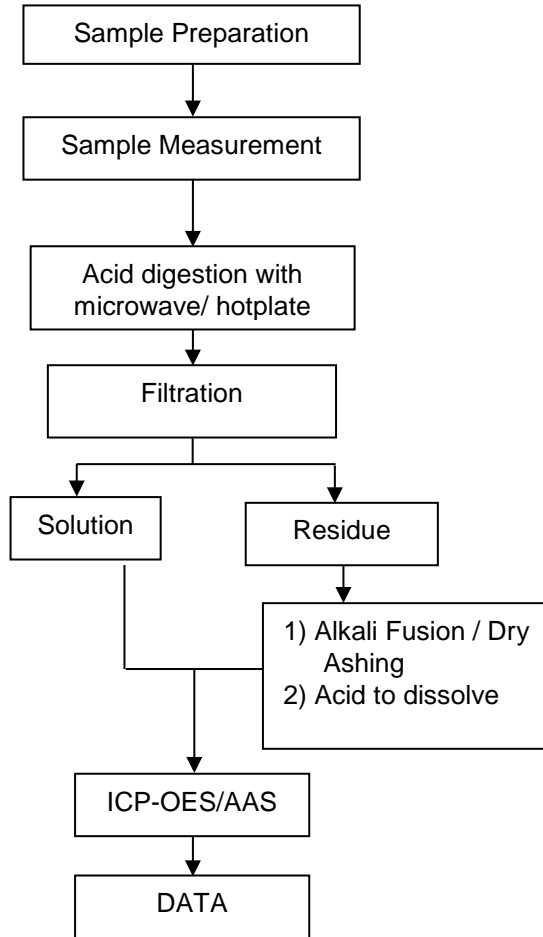 Sample Preparation
Sample Measurement
Acid digestion with
microwave/ hotplate
Filtration
Solution
Residue
1) Alkali Fusion / Dry
Ashing
2) Acid to dissolve
ICP-OES/AAS
DATA